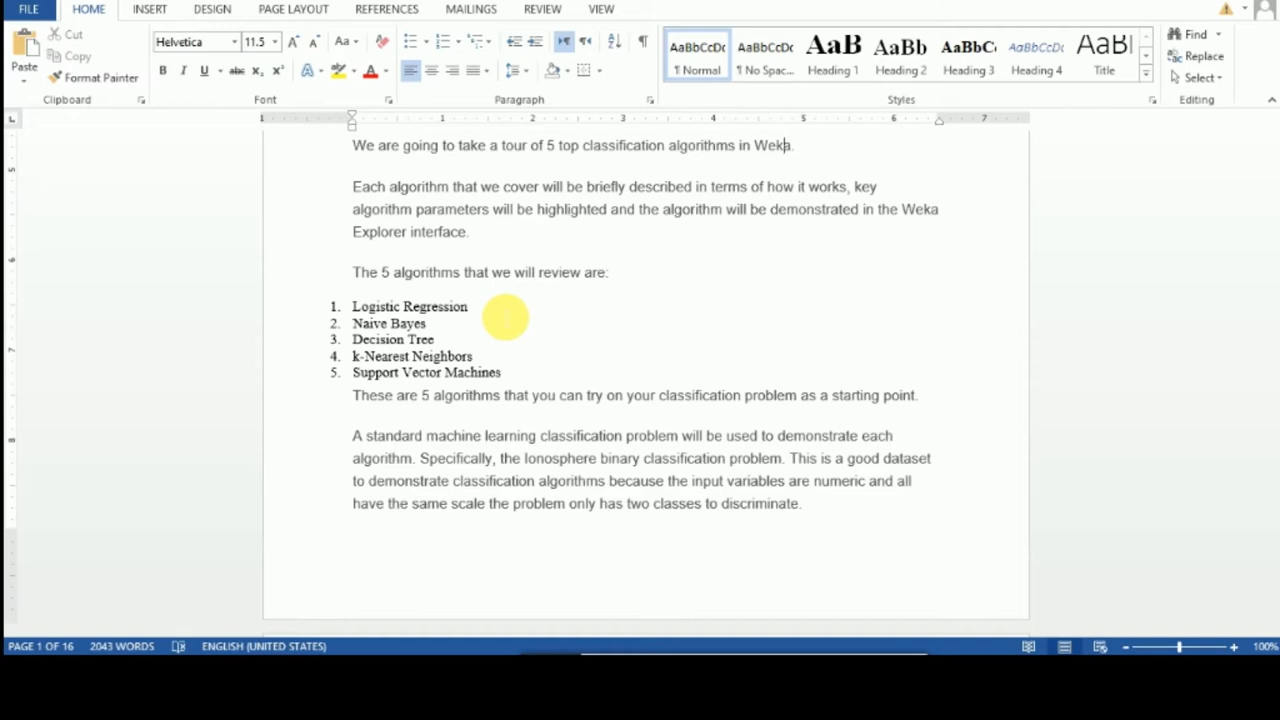 FILE HOME INSERT DESIGN PAGE LAYOUT REFERENCES MAILINGS REVIEW VIEW
Cut
Copy
Format Painter
Paste
Helvetica 11.5
AaBbCcDc AaBbCcDc AaB AaBb AaBbC AaBbCcDc AaB
¶ Normal ¶ No Spac... Heading 1 Heading 2 Heading 3 Heading 4 Title
Find
Replace
Select
Clipboard Font Paragraph Styles Editing
1 1 2 3 4 5 6 7
We are going to take a tour of 5 top classification algorithms in Weka.
Each algorithm that we cover will be briefly described in terms of how it works, key
algorithm parameters will be highlighted and the algorithm will be demonstrated in the Weka
Explorer interface.
The 5 algorithms that we will review are:
1. Logistic Regression
2. Naive Bayes
3. Decision Tree
4. k-Nearest Neighbors
5. Support Vector Machines
These are 5 algorithms that you can try on your classification problem as a starting point.
A standard machine learning classification problem will be used to demonstrate each
algorithm. Specifically, the Ionosphere binary classification problem. This is a good dataset
to demonstrate classification algorithms because the input variables are numeric and all
have the same scale the problem only has two classes to discriminate.
PAGE 1 OF 16 2043 WORDS ENGLISH (UNITED STATES) 100%